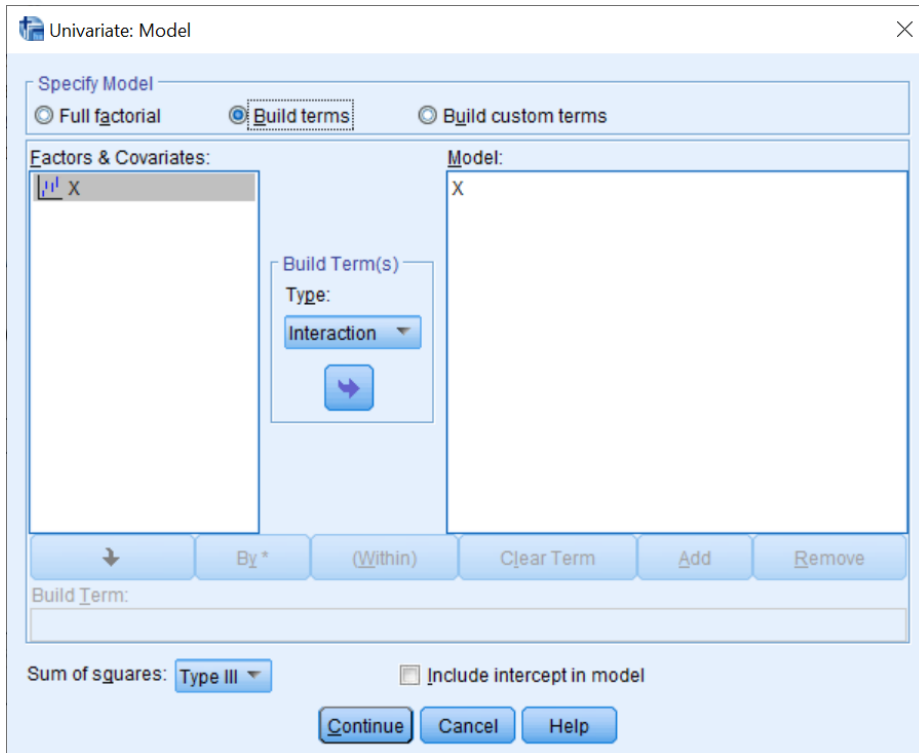 Univariate: Model
Specify Model
Full factorial Build terms Build custom terms
Factors & Covariates: Model:
X X
Build Term(s)
Type:
Interaction
By * (Within) Clear Term Add Remove
Build Term:
Sum of squares: Type III Include intercept in model
Continue Cancel Help